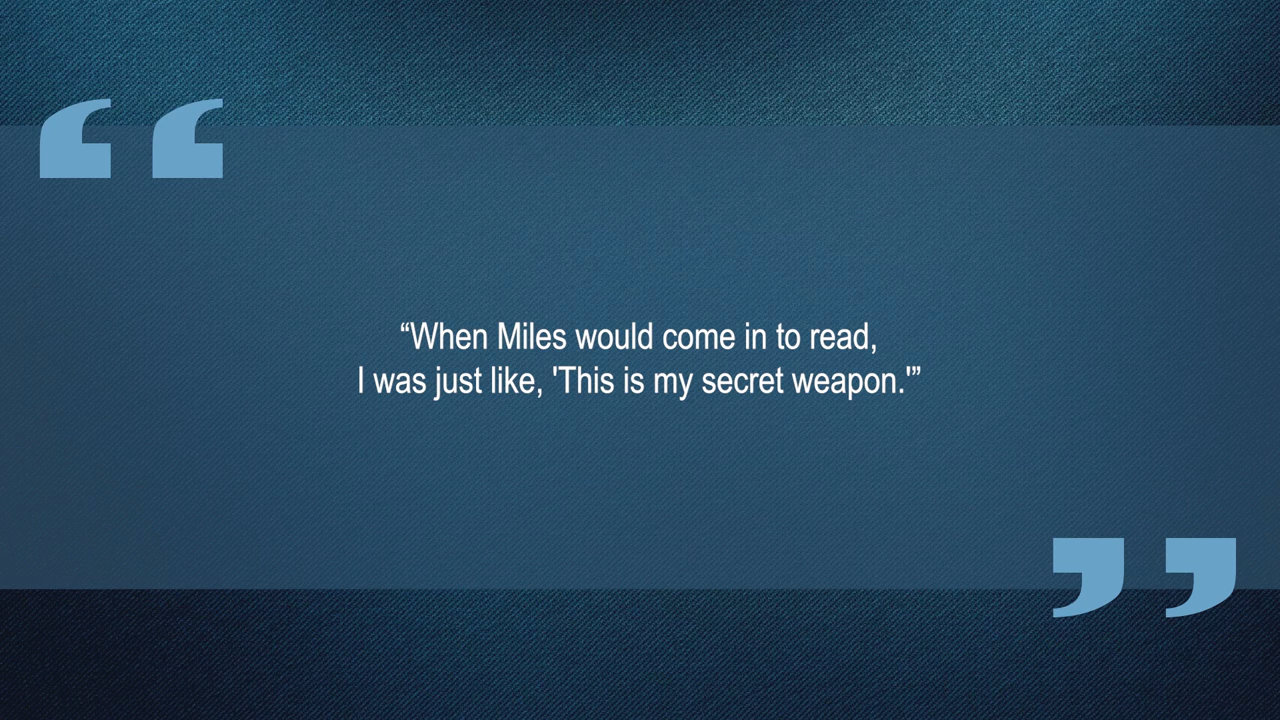 “When Miles would come in to read,
I was just like, 'This is my secret weapon.'”